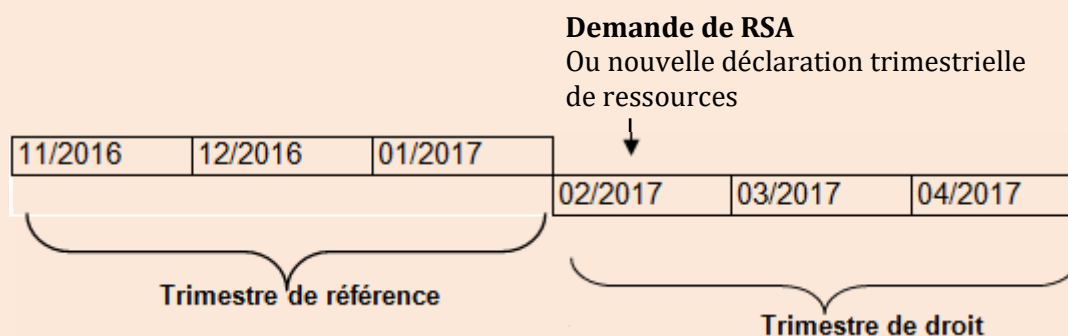 Demande de RSA
Ou nouvelle déclaration trimestrielle
de ressources
11/2016 12/2016 01/2017
02/2017 03/2017 04/2017
Trimestre de référence
Trimestre de droit